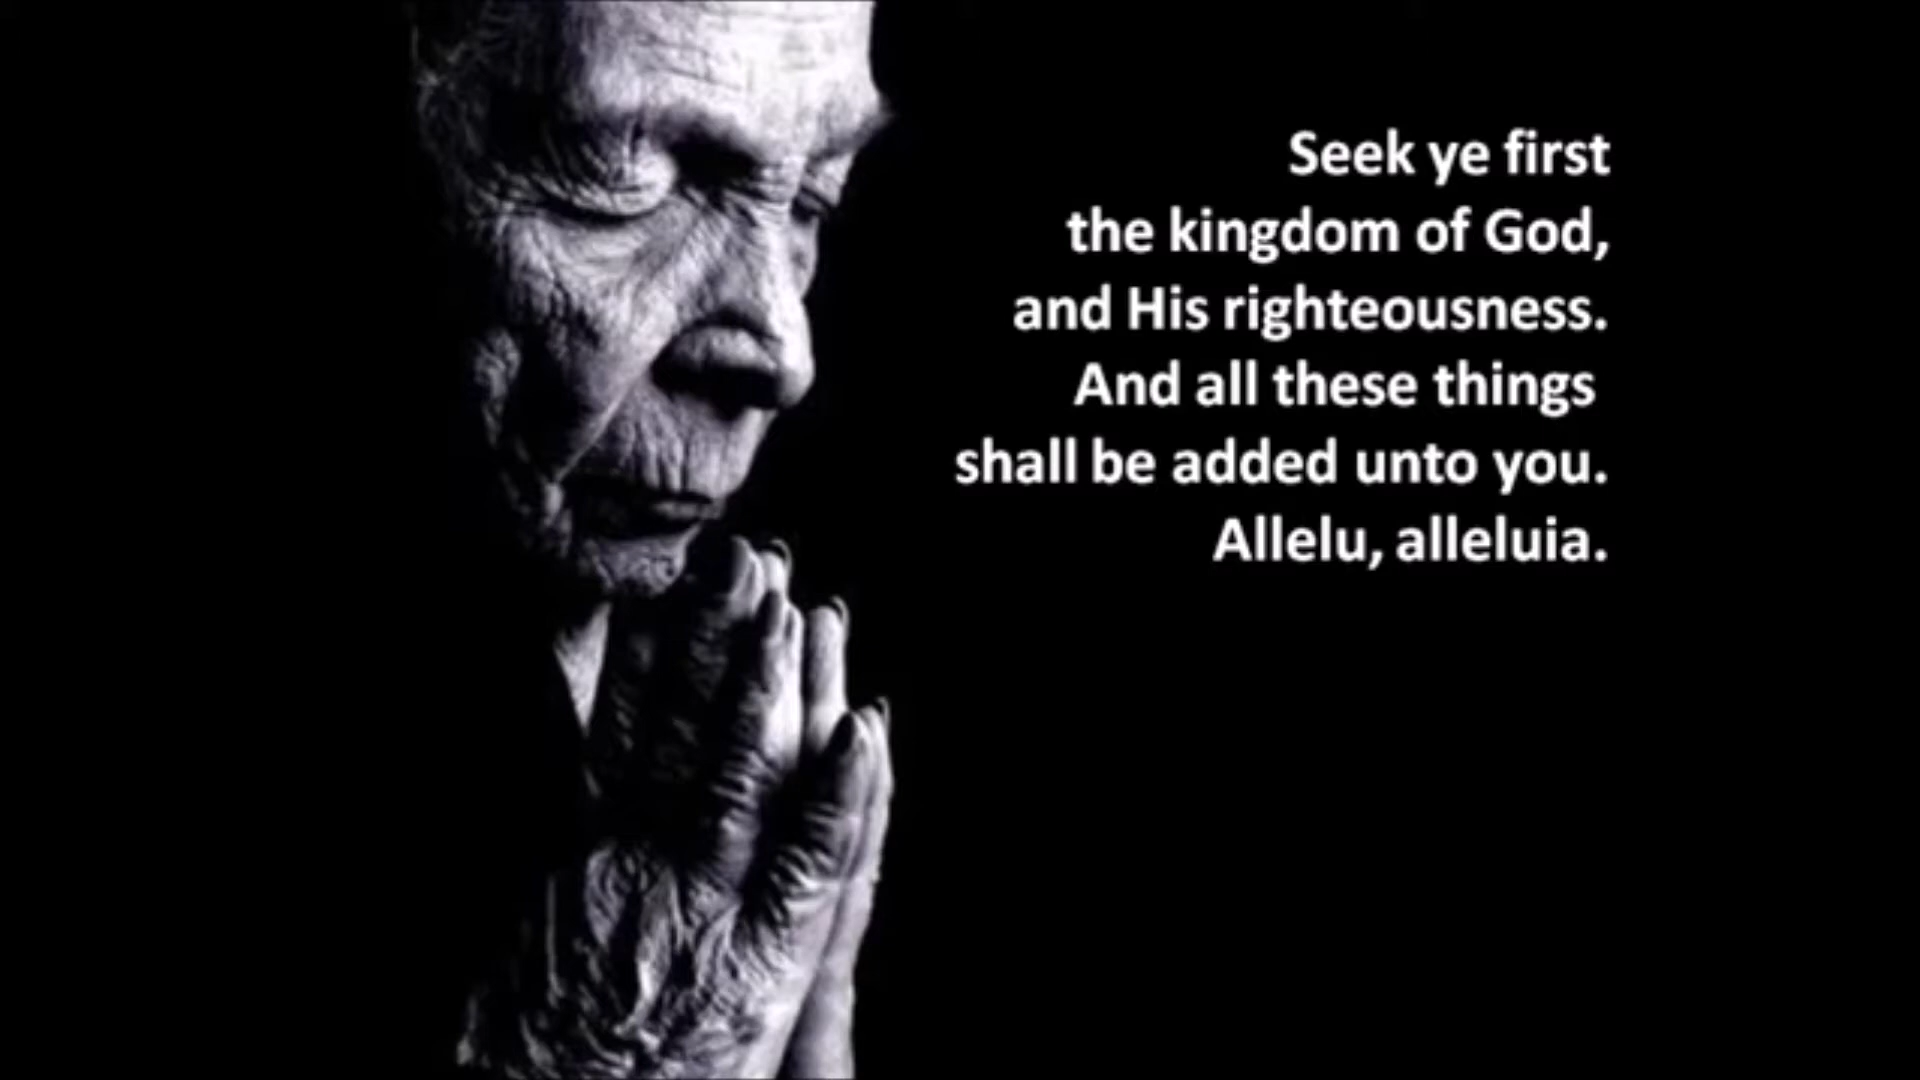 Seek ye first
the kingdom of God,
and His righteousness.
And all these things
shall be added unto you.
Allelu, alleluia.